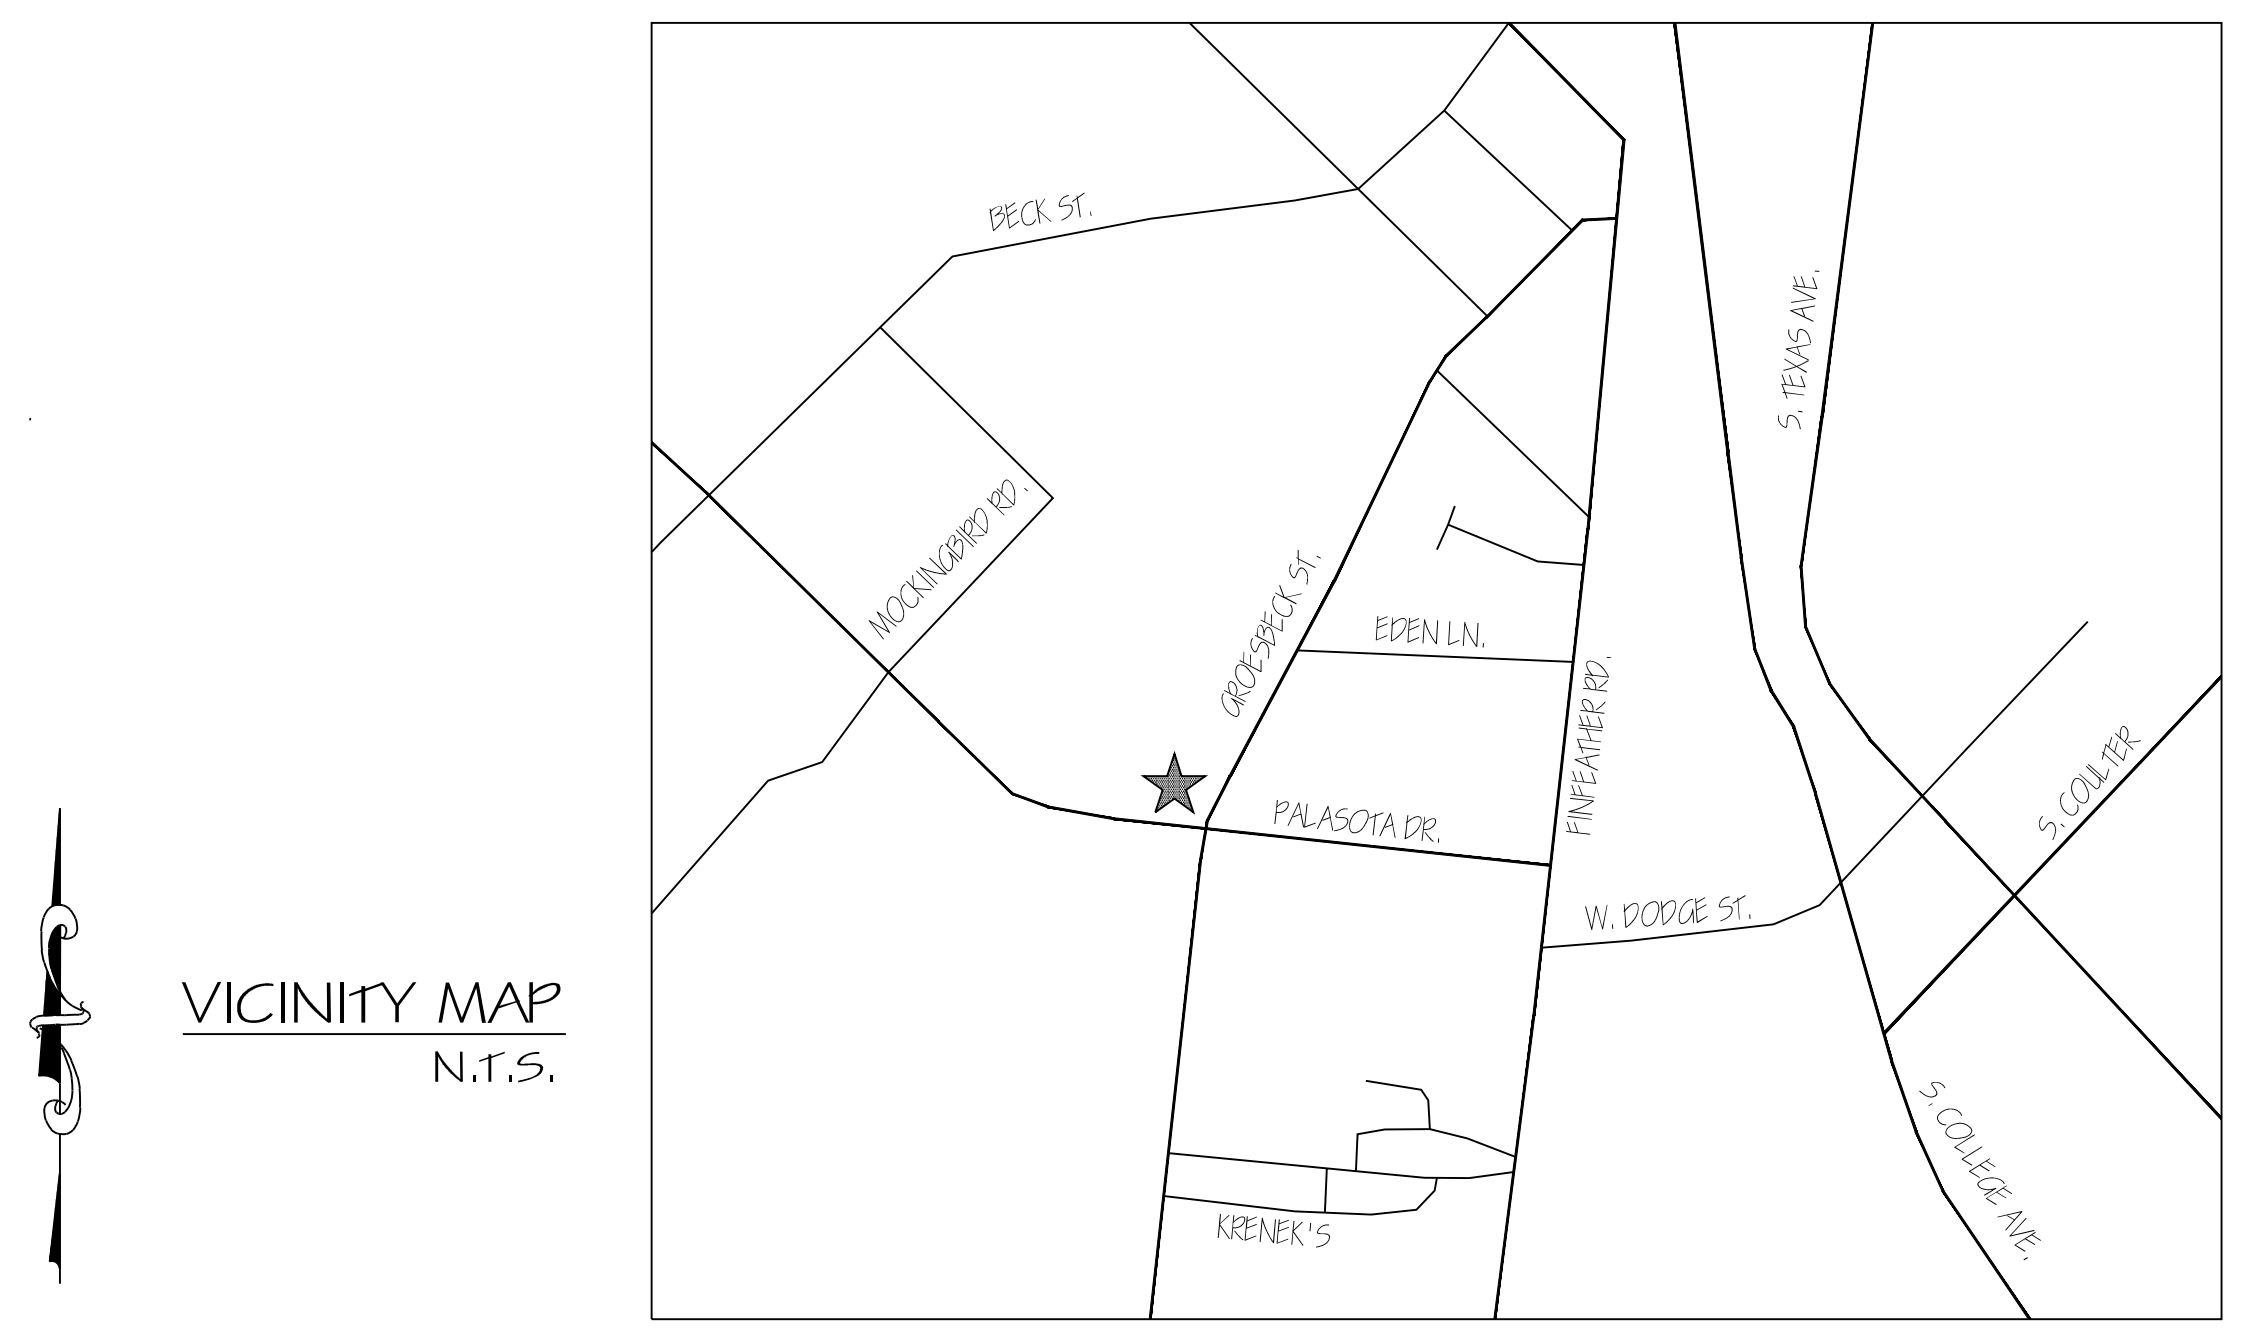 BECK ST.
S. TEXAS AVE.
MOCKINGBIRD RD.
GROESBECK ST.
EDEN LN.
FINFEATHER RD.
S. COULTER
PALASOTA DR.
W. DODGE ST.
VICINITY MAP
N.T.S.
S. COLLEGE AVE.
KRENEK'S